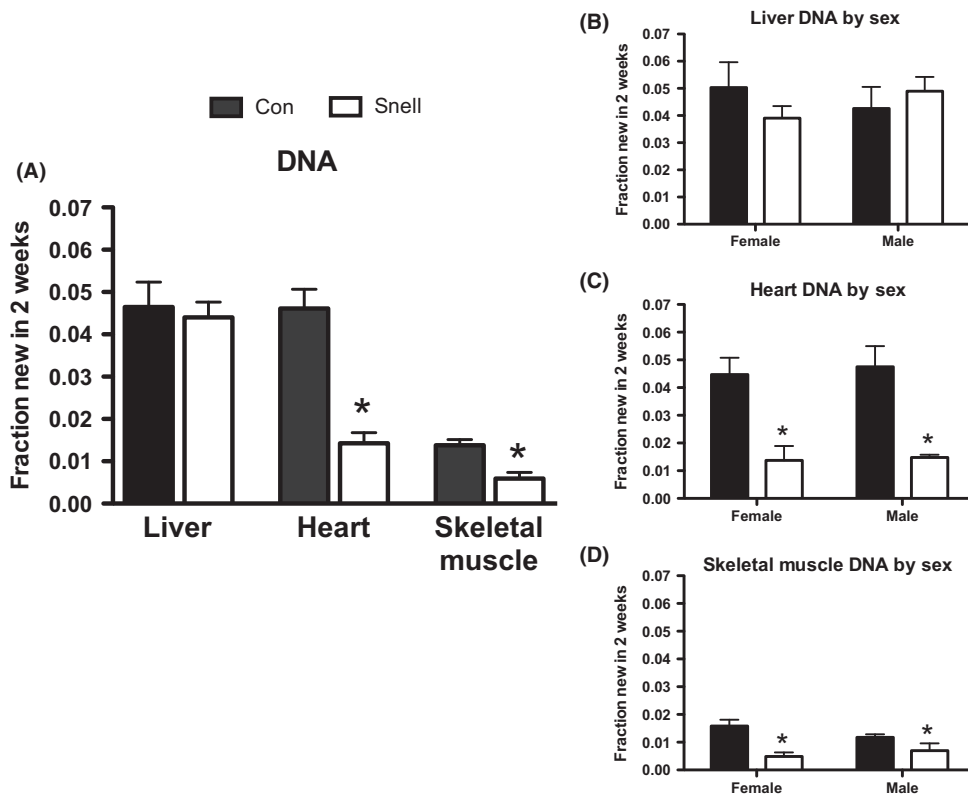 Con Snell
(A)
DNA
Fraction new in 2 weeks
0.07
0.06
0.05
0.04
0.03
0.02
0.01
0.00
*
*
Liver Heart Skeletal
muscle
(B)
Liver DNA by sex
Fraction new in 2 weeks
0.07
0.06
0.05
0.04
0.03
0.02
0.01
0.00
Female Male
(C)
Heart DNA by sex
Fraction new in 2 weeks
0.07
0.06
0.05
0.04
0.03
0.02
0.01
0.00
*
*
Female Male
(D)
Skeletal muscle DNA by sex
Fraction new in 2 weeks
0.07
0.06
0.05
0.04
0.03
0.02
0.01
0.00
*
*
Female Male